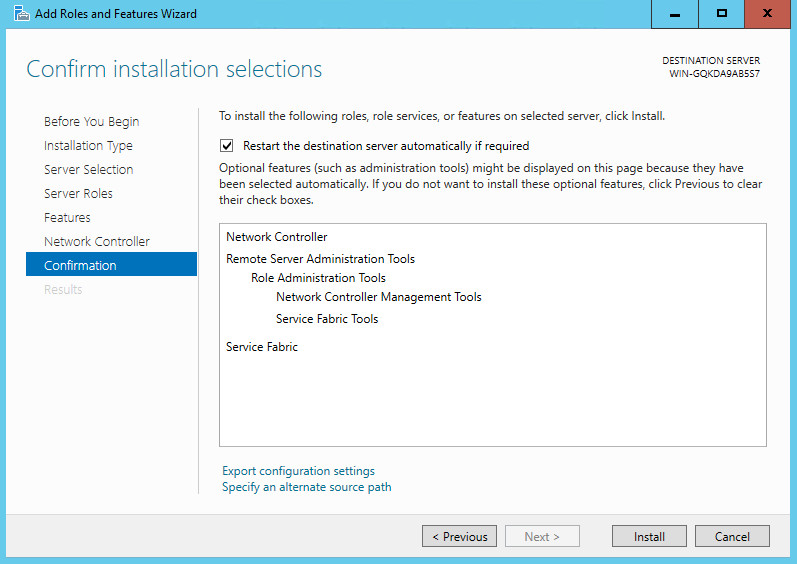 Add Roles and Features Wizard
Confirm installation selections
DESTINATION SERVER
WIN-GQKDA9AB5S7
Before You Begin
Installation Type
Server Selection
Server Roles
Features
Network Controller
Confirmation
Results
To install the following roles, role services, or features on selected server, click Install.
Restart the destination server automatically if required
Optional features (such as administration tools) might be displayed on this page because they have
been selected automatically. If you do not want to install these optional features, click Previous to clear
their check boxes.
Network Controller
Remote Server Administration Tools
Role Administration Tools
Network Controller Management Tools
Service Fabric Tools
Service Fabric
Export configuration settings
Specify an alternate source path
< Previous
Next >
Install
Cancel